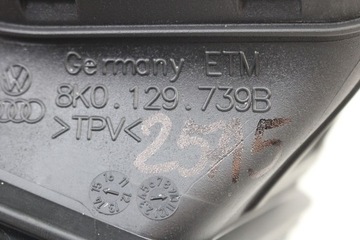 Germany ETM
8K0.129.739B
>TPV<
2515